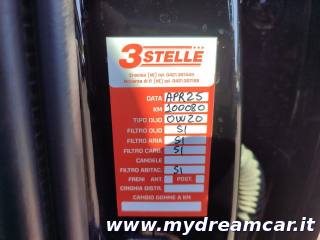 3STELLE
DATA APR25
KM 200080
TIPO OLIO 0W20
FILTRO OLIO SI
FILTRO ARIA SI
FILTRO CARB. SI
CANDELE
FILTRO ABITAC. SI
FRENI ANT. POST.
CINGHIA DISTR.
CAMBIO GOMME A KM
www.mydreamcar.it